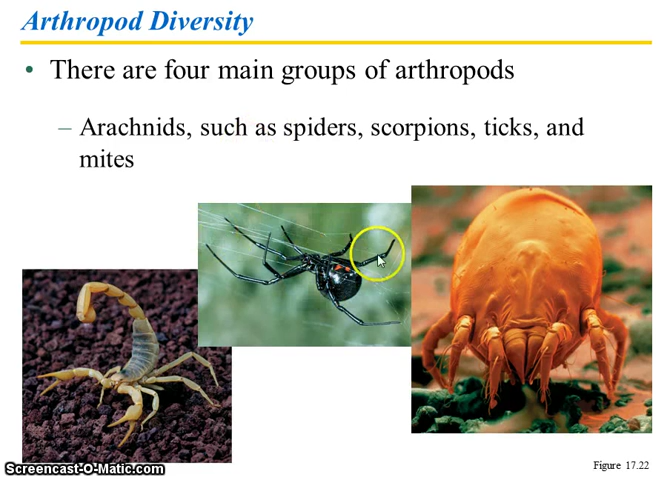 Arthropod Diversity
• There are four main groups of arthropods
– Arachnids, such as spiders, scorpions, ticks, and
mites
Figure 17.22
Screencast-O-Matic.com